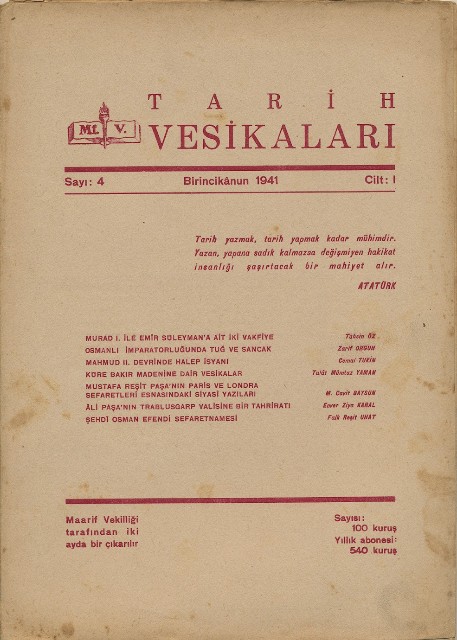 TARİH
Mf. V.
VESİKALARI
Sayı: 4 Birincikânun 1941 Cilt: I
Tarih yazmak, tarih yapmak kadar mühimdir.
Yazan, yapana sadık kalmazsa değişmiyen hakikat
insanlığı şaşırtacak bir mahiyet alır.
ATATÜRK
MURAD I. İLE EMİR SÜLEYMAN'A AİT İKİ VAKFİYE Tahsin ÖZ
OSMANLI İMPARATORLUĞUNDA TUĞ VE SANCAK Zarif ORGUN
MAHMUD II. DEVRİNDE HALEP İSYANI Cemal TUKİN
KÜRE BAKIR MADENİNE DAİR VESİKALAR Talât Mümtaz YAMAN
MUSTAFA REŞİT PAŞA'NIN PARİS VE LONDRA
SEFARETLERİ ESNASINDAKİ SİYASİ YAZILARI M. Cavit BAYSUN
ÂLİ PAŞA'NIN TRABLUSGARP VALİSİNE BİR TAHRİRATI Enver Ziya KARAL
ŞEHDİ OSMAN EFENDİ SEFARETNAMESİ Faik Reşit UNAT
Maarif Vekilliği
tarafından iki
ayda bir çıkarılır
Sayısı:
100 kuruş
Yıllık abonesi:
540 kuruş